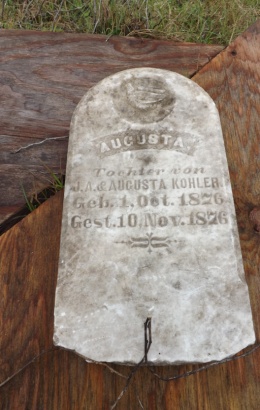 AUGUSTA
Tochter von
J.A.& AUGUSTA KOHLER.
Geb. 1. Oct. 1876
Gest. 10. Nov. 1876